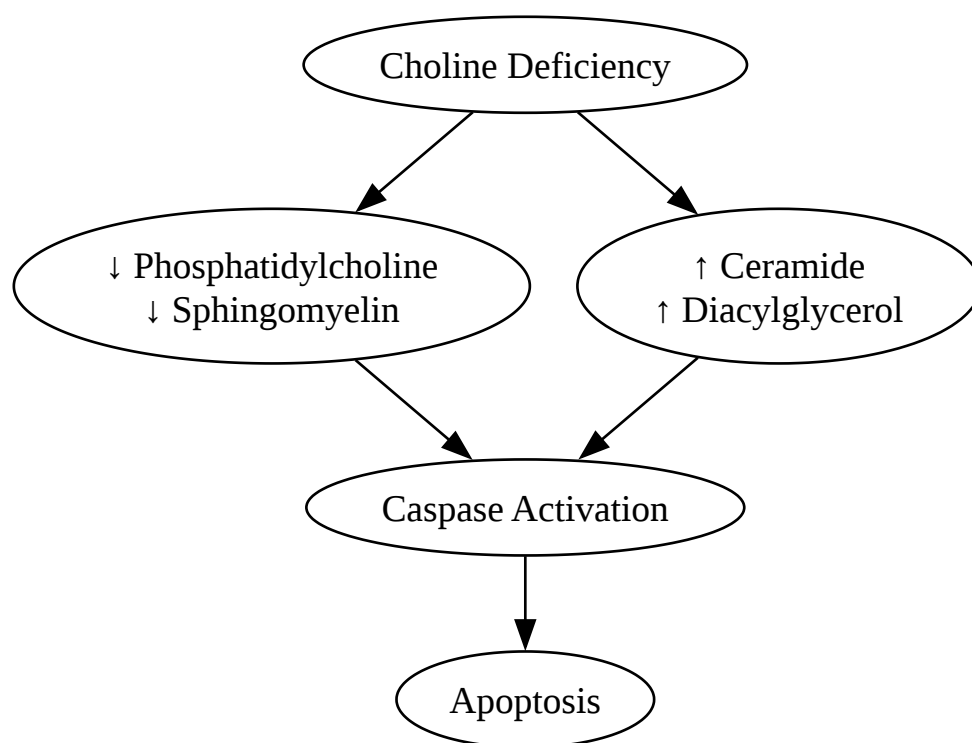 Choline Deficiency
↓ Phosphatidylcholine
↓ Sphingomyelin
↑ Ceramide
↑ Diacylglycerol
Caspase Activation
Apoptosis